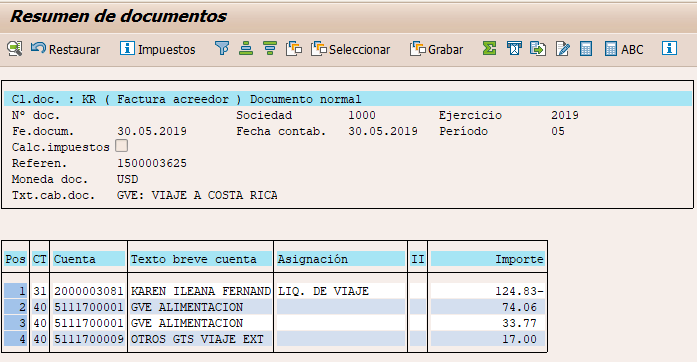 Resumen de documentos
Restaurar Impuestos Seleccionar Grabar ABC
Cl.doc. : KR ( Factura acreedor ) Documento normal
Nº doc. Sociedad 1000 Ejercicio 2019
Fe.docum. 30.05.2019 Fecha contab. 30.05.2019 Período 05
Calc.impuestos
Referen. 1500003625
Moneda doc. USD
Txt.cab.doc. GVE: VIAJE A COSTA RICA
Pos CT Cuenta Texto breve cuenta Asignación II Importe
1 31 2000003081 KAREN ILEANA FERNAND LIQ. DE VIAJE 124.83-
2 40 5111700001 GVE ALIMENTACION 74.06
3 40 5111700001 GVE ALIMENTACION 33.77
4 40 5111700009 OTROS GTS VIAJE EXT 17.00